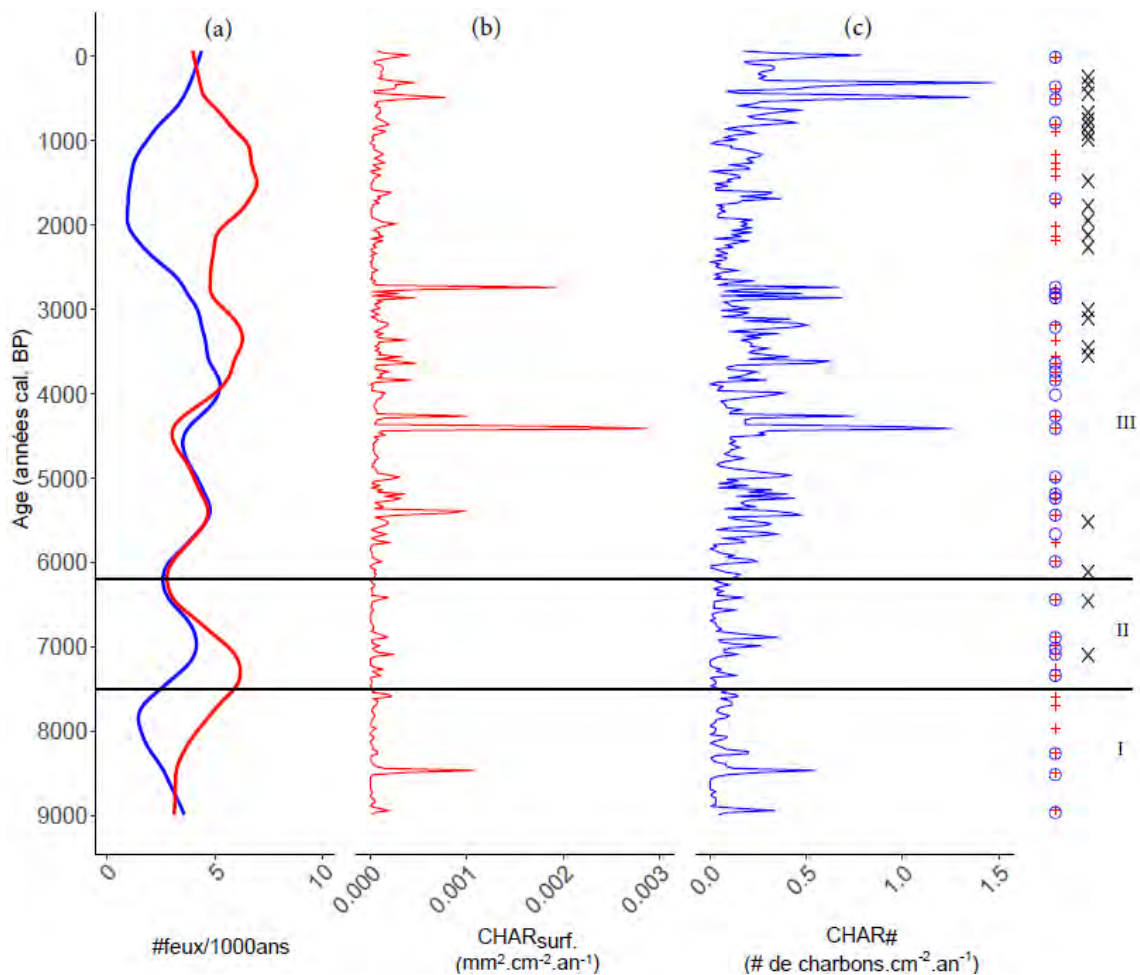 (a)
(b)
(c)
0
1000
2000
3000
4000
5000
6000
7000
8000
9000
Age (années cal. BP)
III
II
I
0 5 10
0.000 0.001 0.002 0.003
0.0 0.5 1.0 1.5
#feux/1000ans
CHARsurf.
(mm².cm⁻².an⁻¹)
CHAR#
(# de charbons.cm⁻².an⁻¹)